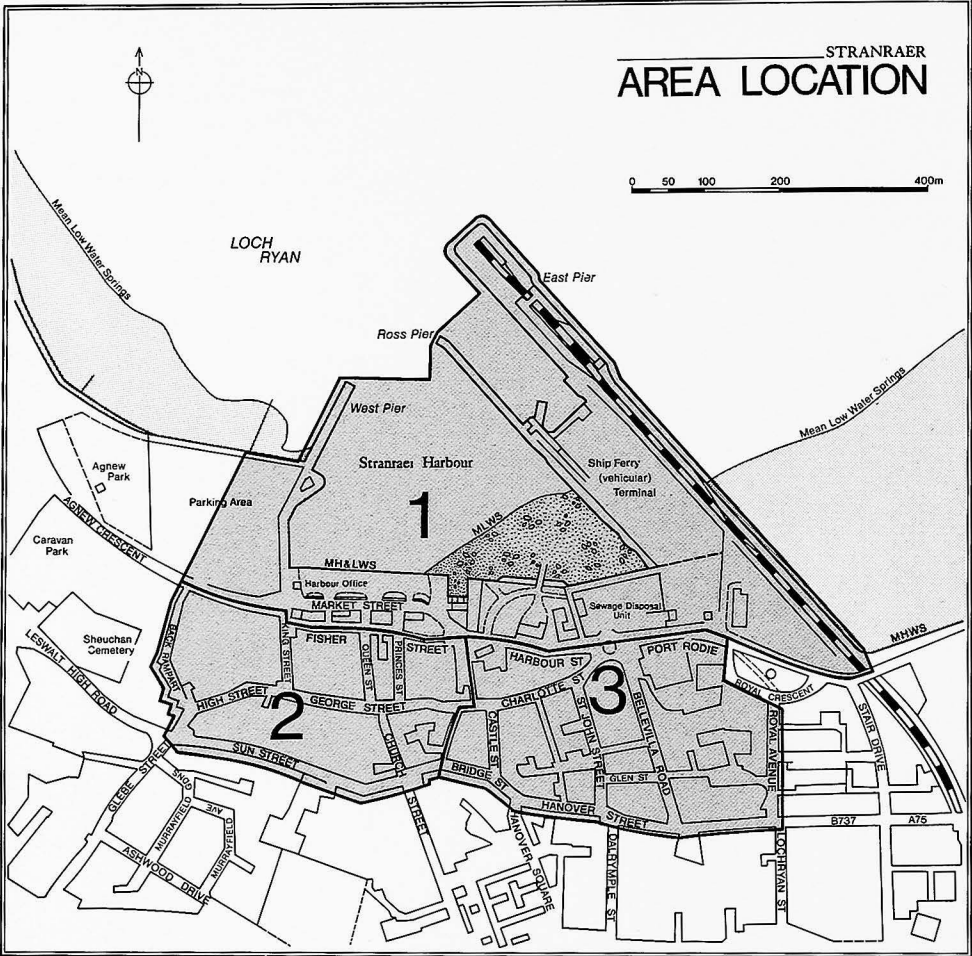 STRANRAER
AREA LOCATION
N
0 50 100 200 400m
Mean Low Water Springs
LOCH
RYAN
East Pier
Ross Pier
West Pier
Mean Low Water Springs
Stranraer Harbour
Ship Ferry
(vehicular)
Terminal
Agnew
Park
Parking Area
1
MLWS
AGNEW CRESCENT
Caravan
Park
MH&LWS
Harbour Office
MARKET STREET
Sewage Disposal
Unit
MHWS
Sheuchan
Cemetery
LESWALT HIGH ROAD
BACK RAMPART
KING STREET
FISHER STREET
QUEEN ST
PRINCES ST
HARBOUR ST
PORT RODIE
ROYAL CRESCENT
HIGH STREET
GEORGE STREET
CHARLOTTE ST
2
3
SUN STREET
CHURCH STREET
CASTLE ST
ST JOHN STREET
BELLEVILLA ROAD
ROYAL AVENUE
STAIR DRIVE
BRIDGE ST
GLEN ST
HANOVER STREET
GLEBE STREET
GDNS
MURRAYFIELD
AVE
MURRAYFIELD
ASHWOOD DRIVE
HANOVER SQUARE
DALRYMPLE ST
LOCHRYAN ST
B737
A75